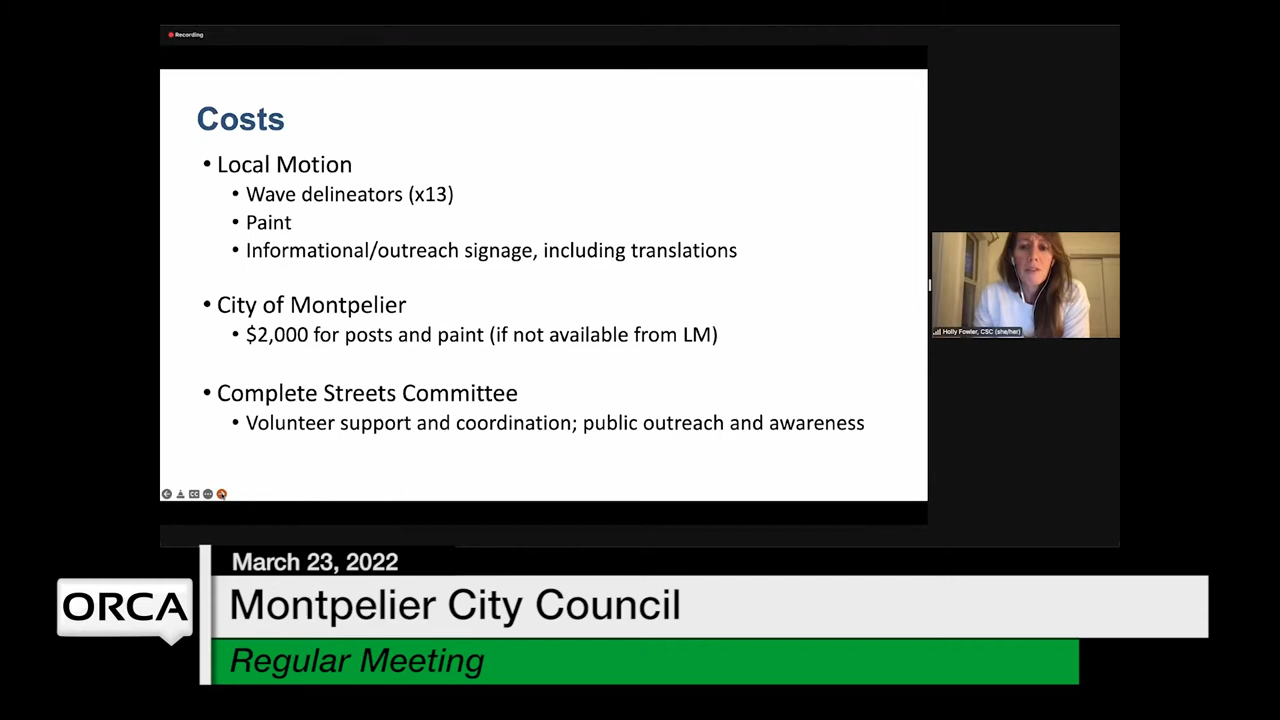 Recording
Costs
• Local Motion
• Wave delineators (x13)
• Paint
• Informational/outreach signage, including translations
• City of Montpelier
• $2,000 for posts and paint (if not available from LM)
• Complete Streets Committee
• Volunteer support and coordination; public outreach and awareness
CC
Holly Fowler, CSC (she/her)
March 23, 2022
ORCA
Montpelier City Council
Regular Meeting